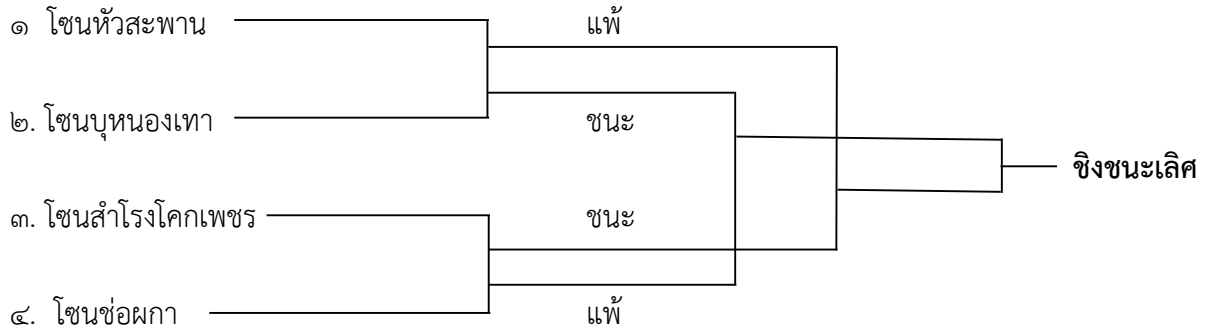 ๑ โซนหัวสะพาน แพ้
๒. โซนบุหนองเทา ชนะ
ชิงชนะเลิศ
๓. โซนสำโรงโคกเพชร ชนะ
๔. โซนช่อผกา แพ้